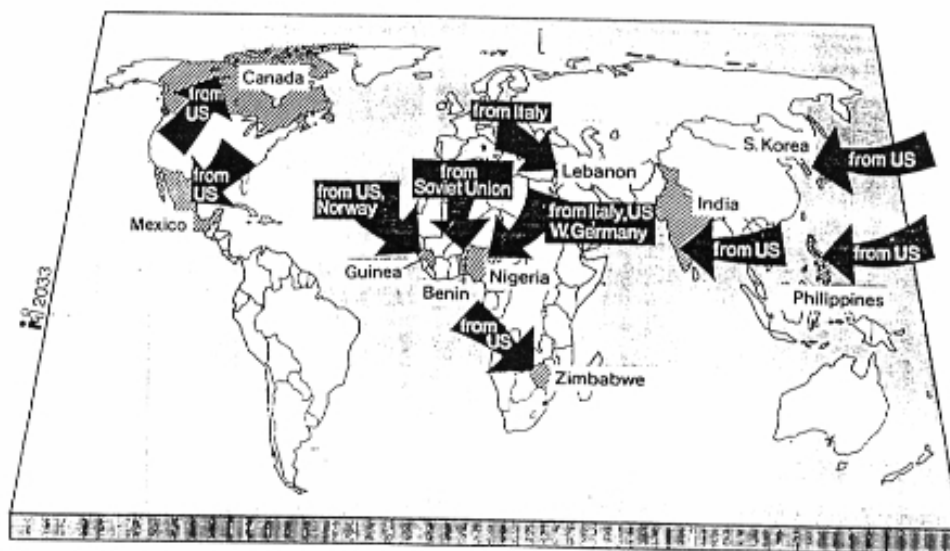 Canada
from
US
from
US
Mexico
from US,
Norway
Guinea
from
Soviet Union
Benin
from Italy
Lebanon
from Italy, US
W. Germany
Nigeria
from
US
Zimbabwe
India
from US
S. Korea
from US
from US
Philippines
2033